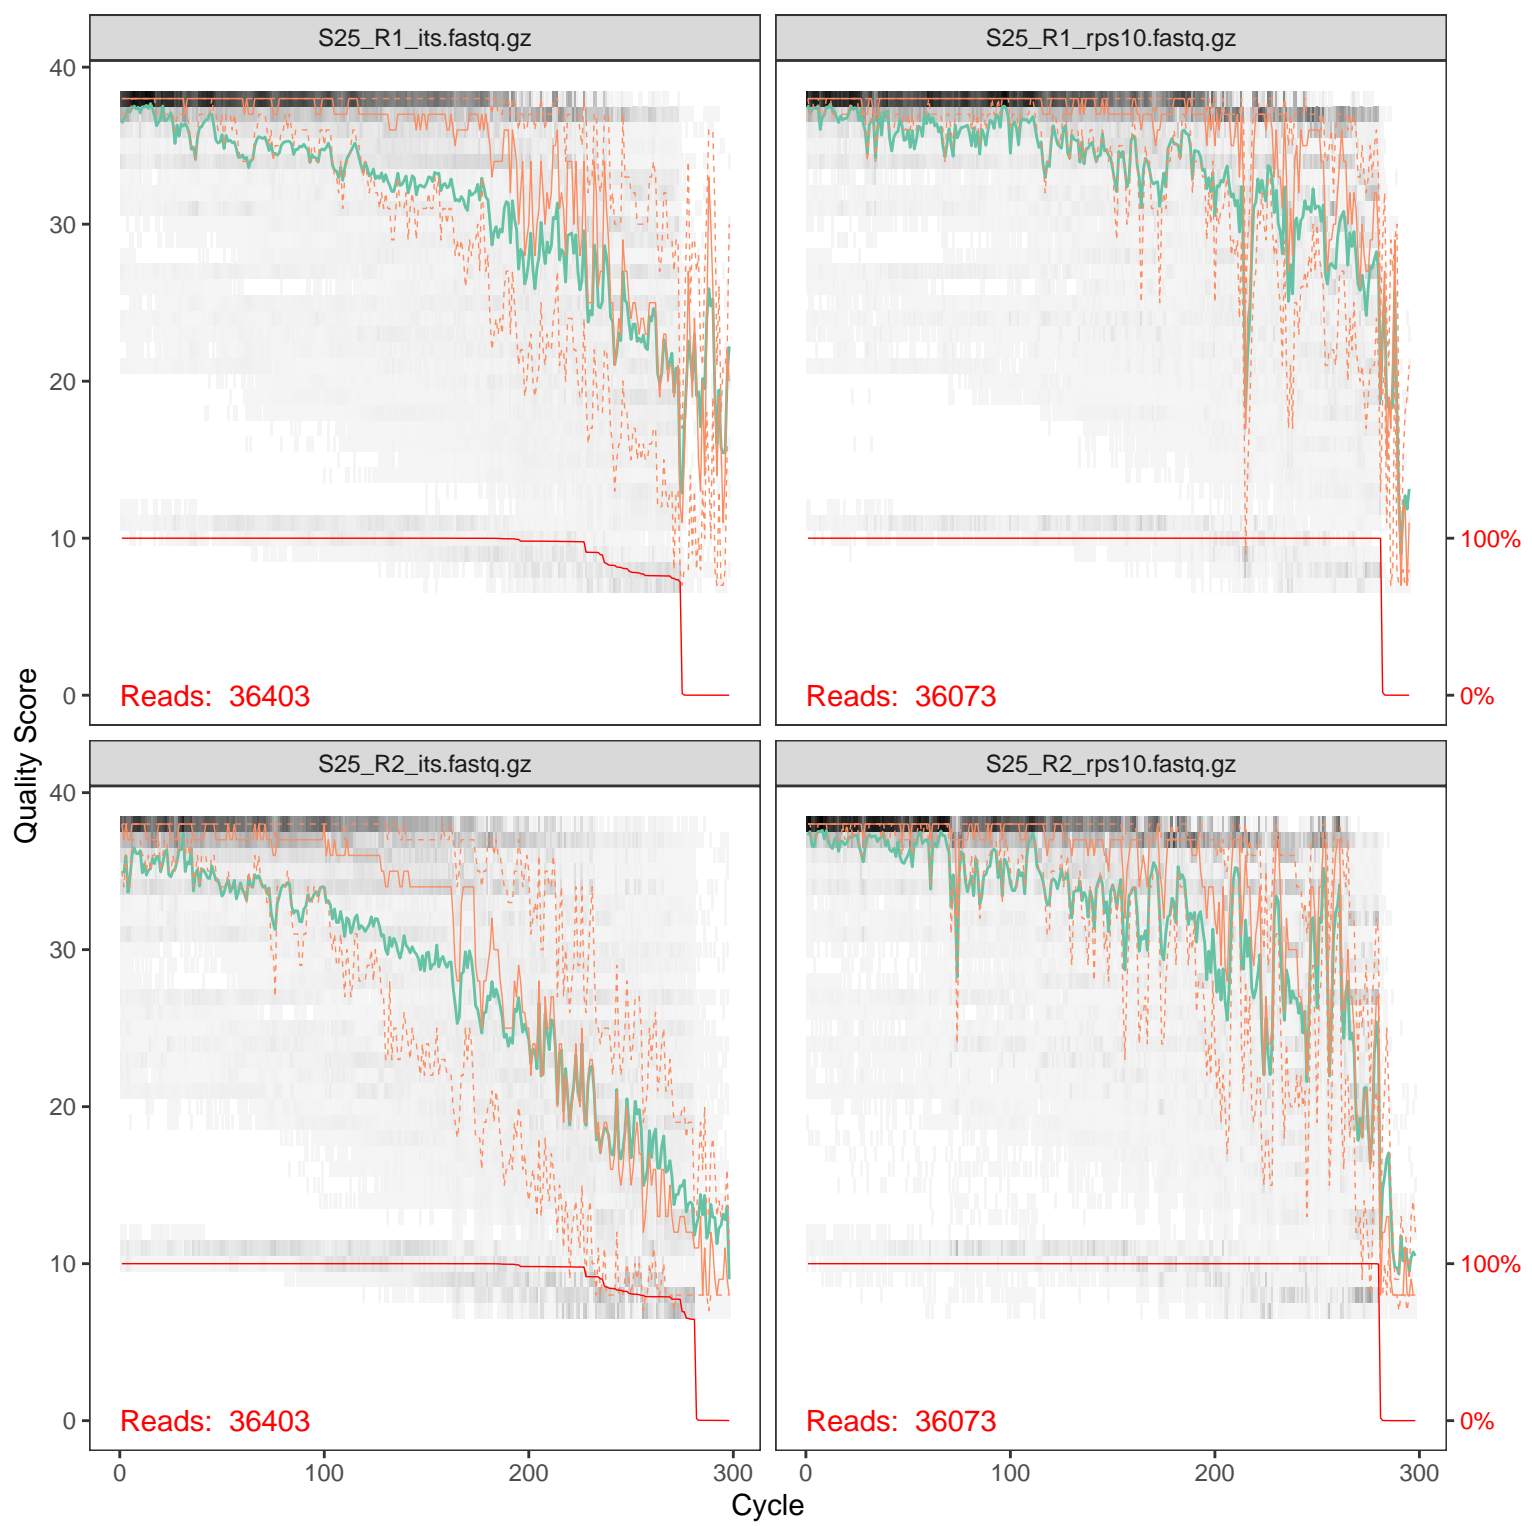 S25_R1_its.fastq.gz
S25_R1_rps10.fastq.gz
40
30
20
10
0
Reads: 36403
Reads: 36073
100%
0%
Quality Score
S25_R2_its.fastq.gz
S25_R2_rps10.fastq.gz
40
30
20
10
0
Reads: 36403
Reads: 36073
100%
0%
0 100 200 300
0 100 200 300
Cycle